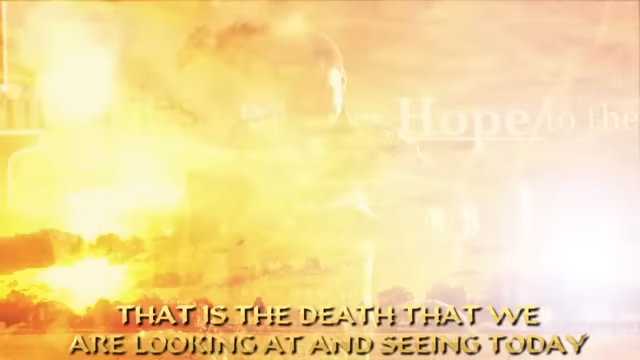 Hope to the
THAT IS THE DEATH THAT WE
ARE LOOKING AT AND SEEING TODAY